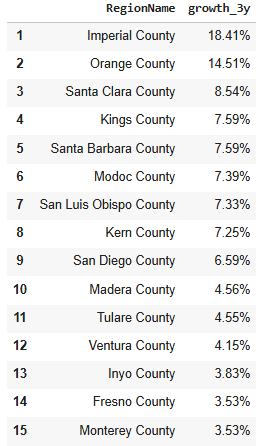 RegionName growth_3y
1 Imperial County 18.41%
2 Orange County 14.51%
3 Santa Clara County 8.54%
4 Kings County 7.59%
5 Santa Barbara County 7.59%
6 Modoc County 7.39%
7 San Luis Obispo County 7.33%
8 Kern County 7.25%
9 San Diego County 6.59%
10 Madera County 4.56%
11 Tulare County 4.55%
12 Ventura County 4.15%
13 Inyo County 3.83%
14 Fresno County 3.53%
15 Monterey County 3.53%